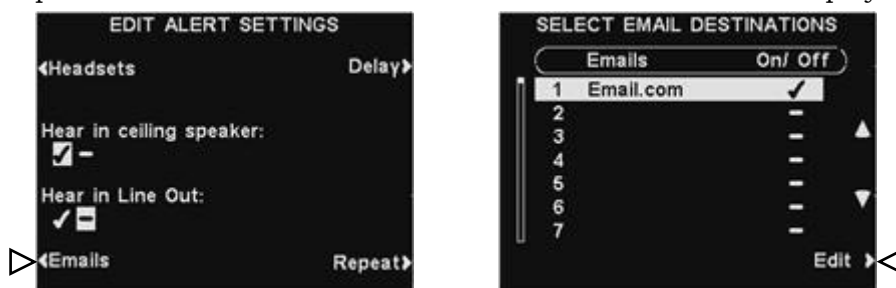 EDIT ALERT SETTINGS
Headsets Delay
Hear in ceiling speaker:
Hear in Line Out:
Emails Repeat
SELECT EMAIL DESTINATIONS
Emails On/ Off
1 Email.com
2
3
4
5
6
7
Edit